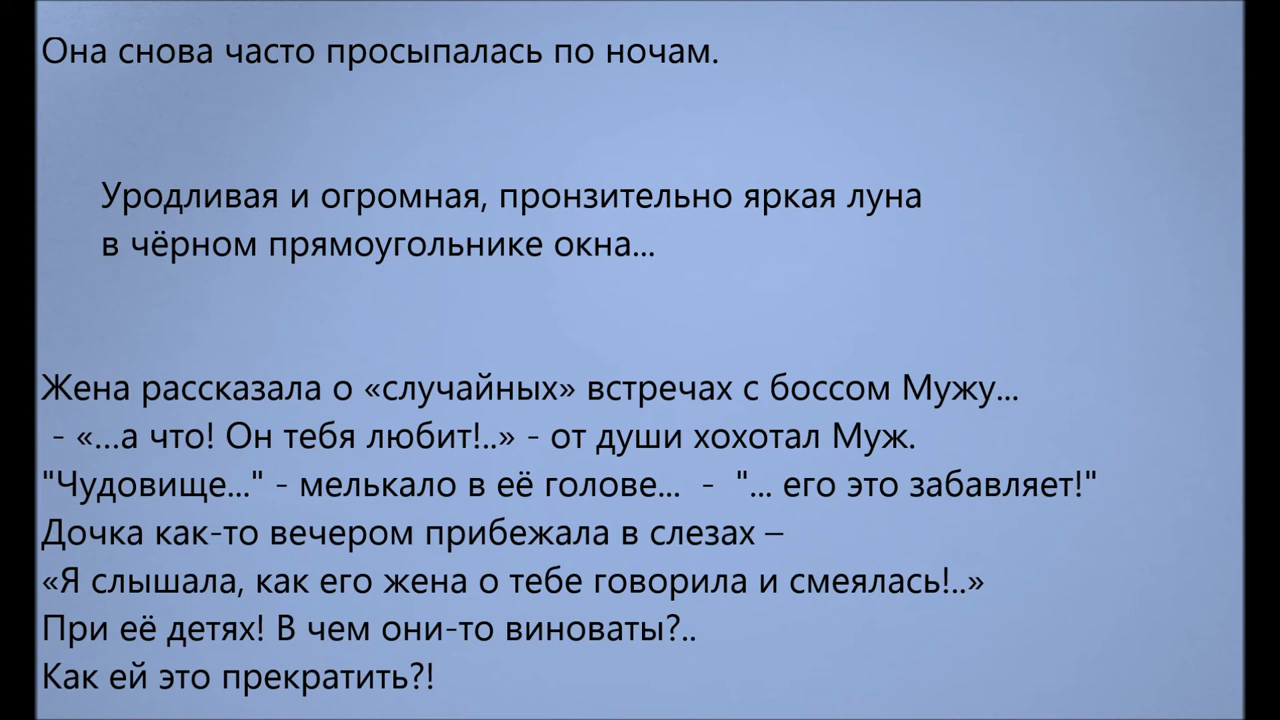 Она снова часто просыпалась по ночам.
Уродливая и огромная, пронзительно яркая луна
в чёрном прямоугольнике окна...
Жена рассказала о «случайных» встречах с боссом Мужу...
- «...а что! Он тебя любит!..» - от души хохотал Муж.
"Чудовище..." - мелькало в её голове... - "... его это забавляет!"
Дочка как-то вечером прибежала в слезах –
«Я слышала, как его жена о тебе говорила и смеялась!..»
При её детях! В чем они-то виноваты?..
Как ей это прекратить?!